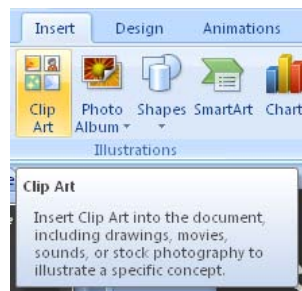 Insert Design Animations
Clip Art
Photo Album
Shapes
SmartArt
Chart
Illustrations
Clip Art
Insert Clip Art into the document,
including drawings, movies,
sounds, or stock photography to
illustrate a specific concept.